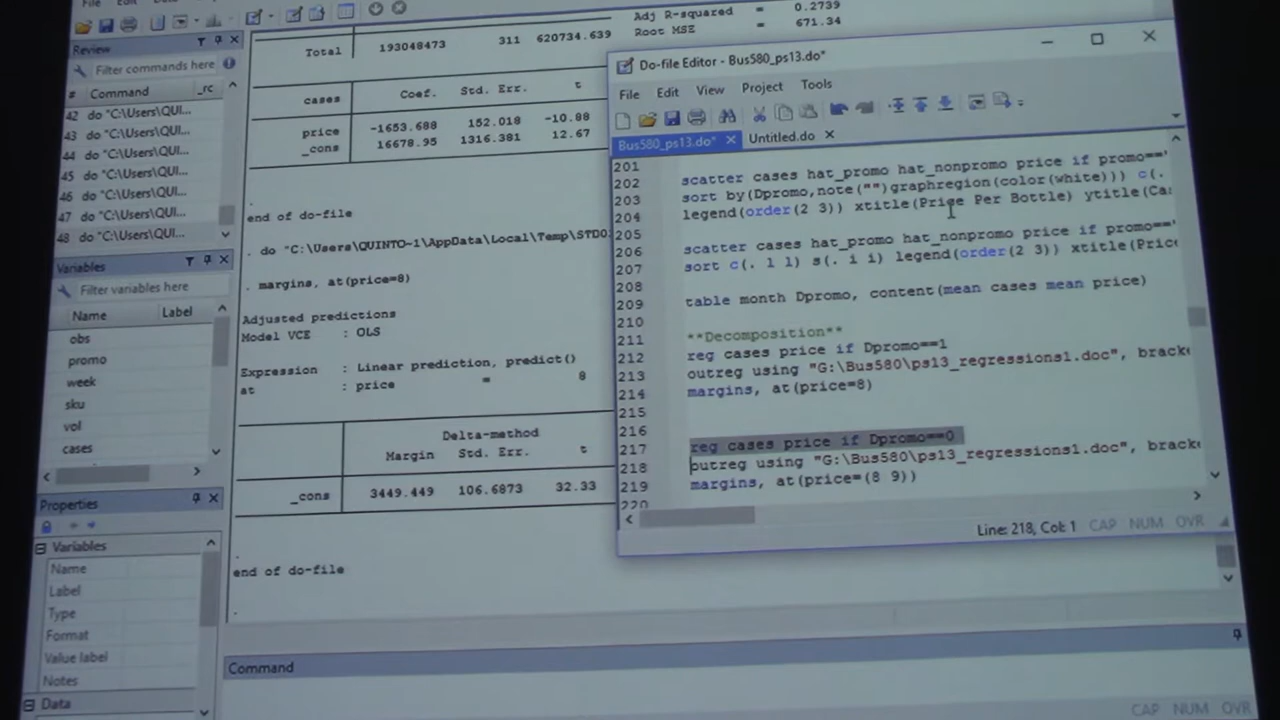 Review
Filter commands here
# Command _rc
42 do "C:\Users\QUI...
43 do "C:\Users\QUI...
44 do "C:\Users\QUI...
45 do "C:\Users\QUI...
46 do "C:\Users\QUI...
47 do "C:\Users\QUI...
48 do "C:\Users\QUI...
Variables
Filter variables here
Name Label
obs
promo
week
sku
vol
cases
Properties
Variables
Name
Label
Type
Format
Value label
Notes
Data
Adj R-squared = 0.2739
Total 193048473 311 620734.639 Root MSE = 671.34
cases Coef. Std. Err. t
price -1653.688 152.018 -10.88
_cons 16678.95 1316.381 12.67
.
end of do-file
. do "C:\Users\QUINTO~1\AppData\Local\Temp\STD0
. margins, at(price=8)
Adjusted predictions
Model VCE : OLS
Expression : Linear prediction, predict()
at : price = 8
Delta-method
Margin Std. Err. t
_cons 3449.449 106.6873 32.33
.
end of do-file
.
Command
Do-file Editor - Bus580_ps13.do*
File Edit View Project Tools
Bus580_ps13.do* Untitled.do
201
202 scatter cases hat_promo hat_nonpromo price if promo=='
203 sort by(Dpromo,note("")graphregion(color(white))) c(.
204 legend(order(2 3)) xtitle(Price Per Bottle) ytitle(Ca
205
206 scatter cases hat_promo hat_nonpromo price if promo=='
207 sort c(. l l) s(. i i) legend(order(2 3)) xtitle(Price
208
209 table month Dpromo, content(mean cases mean price)
210
211 **Decomposition**
212 reg cases price if Dpromo==1
213 outreg using "G:\Bus580\ps13_regressions1.doc", bracke
214 margins, at(price=8)
215
216
217 reg cases price if Dpromo==0
218 outreg using "G:\Bus580\ps13_regressions1.doc", bracke
219 margins, at(price=(8 9))
220
Line: 218, Col: 1 CAP NUM OVR
CAP NUM OVR